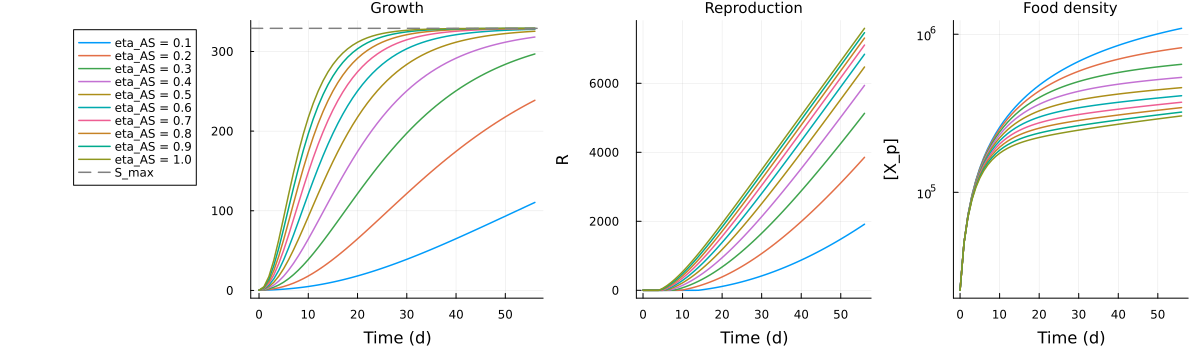 eta_AS = 0.1
eta_AS = 0.2
eta_AS = 0.3
eta_AS = 0.4
eta_AS = 0.5
eta_AS = 0.6
eta_AS = 0.7
eta_AS = 0.8
eta_AS = 0.9
eta_AS = 1.0
S_max
Growth
300
200
100
0
0 10 20 30 40 50
Time (d)
Reproduction
R
6000
4000
2000
0
0 10 20 30 40 50
Time (d)
Food density
[X_p]
10⁶
10⁵
0 10 20 30 40 50
Time (d)